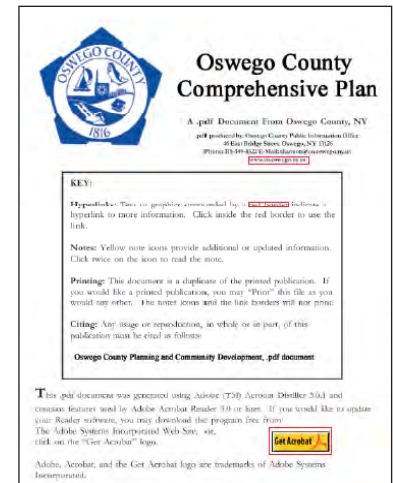 OSWEGO COUNTY
1816
Oswego County
Comprehensive Plan
A .pdf Document From Oswego County, NY
.pdf produced by: Oswego County Public Information Office
46 East Bridge Street, Oswego, NY 13126
KEY:
Hyperlinks: Text or graphics surrounded by a red border indicate a
hyperlink to more information. Click inside the red border to use the
link.
Notes: Yellow note icons provide additional or updated information.
Click twice on the icon to read the note.
Printing: This document is a duplicate of the printed publication. If
you would like a printed publication, you may "Print" this file as you
would any other. The notes icons and the link borders will not print.
Citing: Any usage or reproduction, in whole or in part, of this
publication must be cited as follows:
Oswego County Planning and Community Development, .pdf document
This .pdf document was generated using Adobe (TM) Acrobat Distiller 3.0.1 and
contains features used by Adobe Acrobat Reader 3.0 or later. If you would like to update
your Reader software, you may download the program free from
The Adobe Systems Incorporated Web Site, or,
click on the "Get Acrobat" logo.
Get Acrobat
Adobe, Acrobat, and the Get Acrobat logo are trademarks of Adobe Systems
Incorporated.